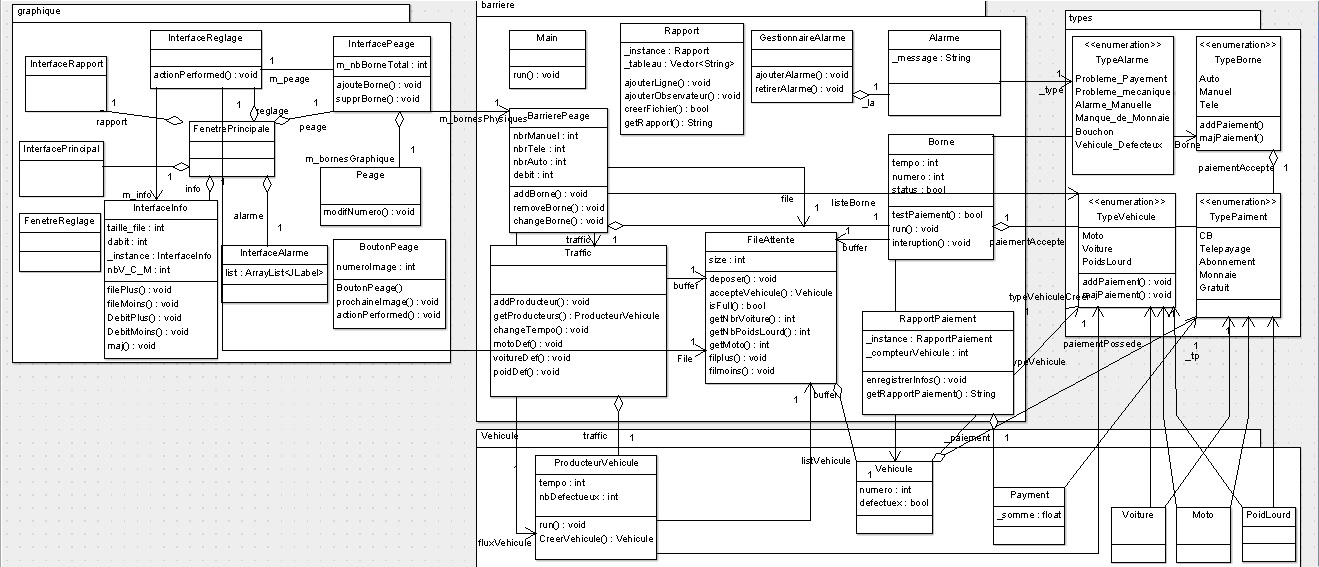 graphique
InterfaceRapport
InterfaceReglage
actionPerformed() : void
InterfacePeage
m_nbBorneTotal : int
ajouteBorne() : void
supprBorne() : void
1
m_peage
1
rapport
1
reglage
1
peage
FenetrePrincipale
InterfacePrincipal
1
info
1
alarme
m_bornesGraphique
1
Peage
modifNumero() : void
FenetreReglage
m_info
InterfaceInfo
taille_file : int
dabit : int
_instance : InterfaceInfo
nbV_C_M : int
filePlus() : void
fileMoins() : void
DebitPlus() : void
DebitMoins() : void
maj() : void
InterfaceAlarme
list : ArrayList<JLabel>
BoutonPeage
numeroImage : int
BoutonPeage()
prochaineImage() : void
actionPerformed() : void
barriere
Main
run() : void
Rapport
_instance : Rapport
_tableau : Vector<String>
ajouterLigne() : void
ajouterObservateur() : void
creerFichier() : bool
getRapport() : String
GestionnaireAlarme
ajouterAlarme() : void
retirerAlarme() : void
1
_la
Alarme
_message : String
1
_type
1
m_bornesPhysiques
BarrierePeage
nbrManuel : int
nbrTele : int
nbrAuto : int
debit : int
addBorne() : void
removeBorne() : void
changeBorne() : void
file
1
listeBorne
1
Borne
tempo : int
numero : int
status : bool
testPaiement() : bool
run() : void
interuption() : void
1
paiementAccepte
traffic
1
Traffic
addProducteur() : void
getProducteurs() : ProducteurVehicule
changeTempo() : void
motoDef() : void
voitureDef() : void
poidDef() : void
1
buffer
1
File
FileAttente
size : int
deposer() : void
accepteVehicule() : Vehicule
isFull() : bool
getNbrVoiture() : int
getNbPoidsLourd() : int
getMoto() : int
filplus() : void
filmoins() : void
1
buffer
RapportPaiement
_instance : RapportPaiement
_compteurVehicule : int
enregistrerInfos() : void
getRapportPaiement() : String
types
<<enumeration>>
TypeAlarme
Probleme_Payement
Probleme_mecanique
Alarme_Manuelle
Manque_de_Monnaie
Bouchon
Vehicule_Defecteux
<<enumeration>>
TypeBorne
Auto
Manuel
Tele
addPaiement()
majPaiement()
1
Borne
paiementAccepte
1
<<enumeration>>
TypeVehicule
Moto
Voiture
PoidsLourd
addPaiement() : void
majPaiement() : void
<<enumeration>>
TypePaiment
CB
Telepayage
Abonnement
Monnaie
Gratuit
1
paiementPossede
1
_tp
Vehicule
traffic
1
fluxVehicule
ProducteurVehicule
tempo : int
nbDefectueux : int
run() : void
CreerVehicule() : Vehicule
1
buffer
listVehicule
1
Vehicule
numero : int
defectuex : bool
_paiement
1
Payment
_somme : float
Voiture
Moto
PoidLourd